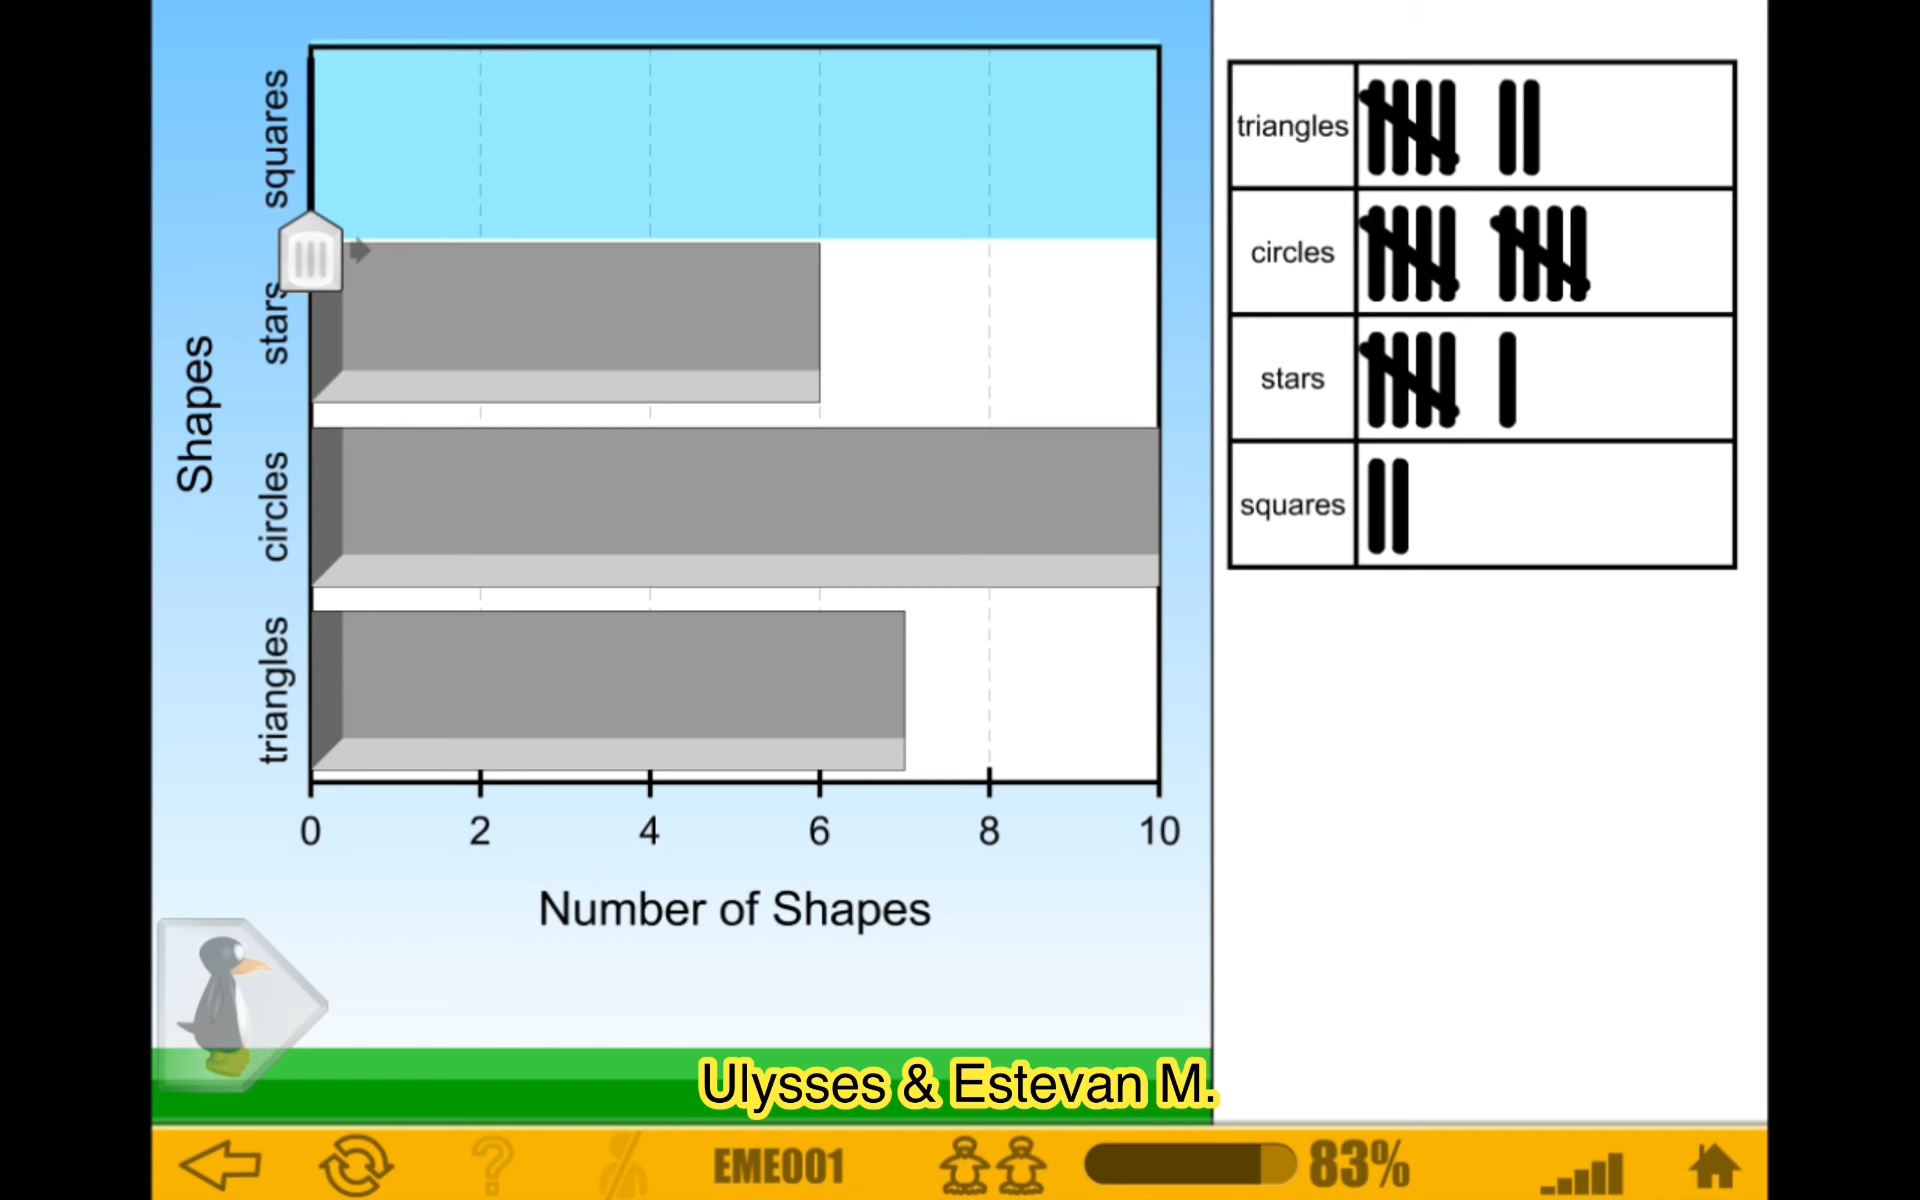 squares
stars
circles
triangles
Shapes
0 2 4 6 8 10
Number of Shapes
triangles
circles
stars
squares
Ulysses & Estevan M.
EME001
83%